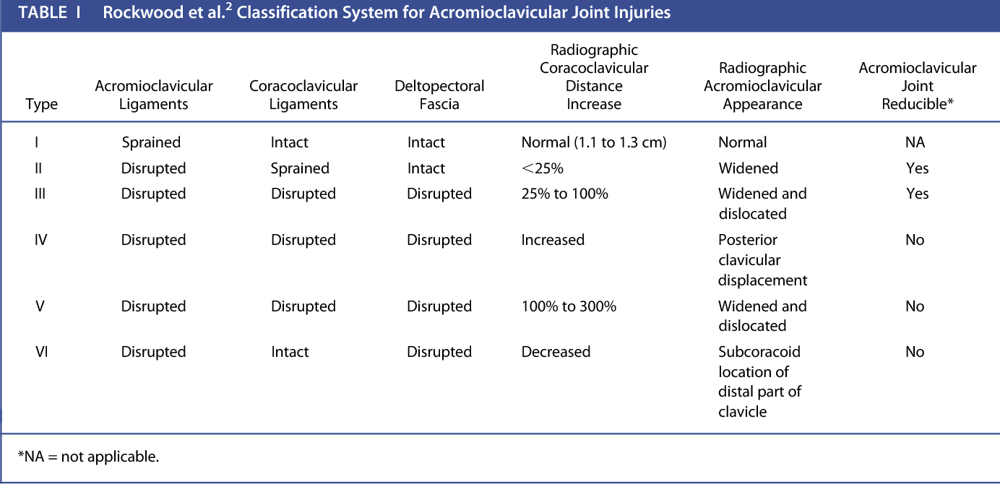 TABLE I Rockwood et al.2 Classification System for Acromioclavicular Joint Injuries
Type
Acromioclavicular
Ligaments
Coracoclavicular
Ligaments
Deltopectoral
Fascia
Radiographic
Coracoclavicular
Distance
Increase
Radiographic
Acromioclavicular
Appearance
Acromioclavicular
Joint
Reducible*
I Sprained Intact Intact Normal (1.1 to 1.3 cm) Normal NA
II Disrupted Sprained Intact <25% Widened Yes
III Disrupted Disrupted Disrupted 25% to 100% Widened and Yes
dislocated
IV Disrupted Disrupted Disrupted Increased Posterior No
clavicular
displacement
V Disrupted Disrupted Disrupted 100% to 300% Widened and No
dislocated
VI Disrupted Intact Disrupted Decreased Subcoracoid No
location of
distal part of
clavicle
*NA = not applicable.